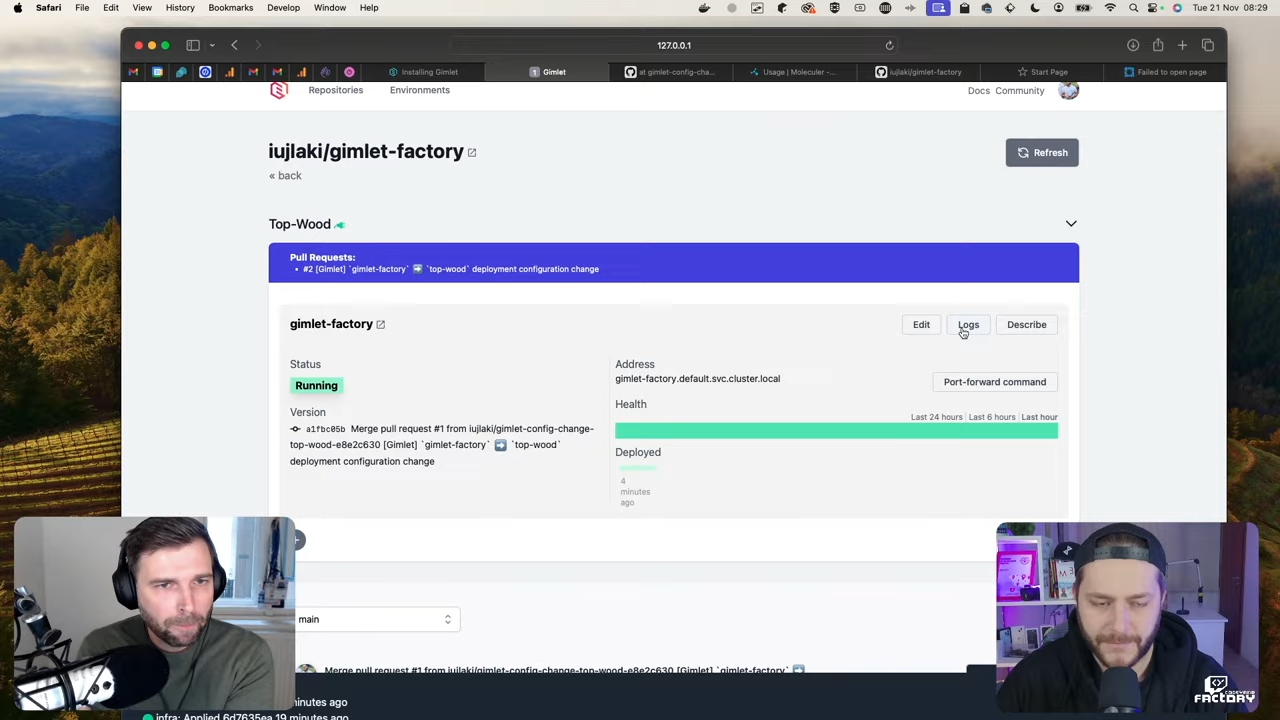 Safari File Edit View History Bookmarks Develop Window Help
Tue 21 Nov 08:29
127.0.0.1
Installing Gimlet
1 Gimlet
at gimlet-config-cha...
Usage | Moleculer -...
iujlaki/gimlet-factory
Start Page
Failed to open page
Repositories Environments
Docs Community
iujlaki/gimlet-factory
Refresh
« back
Top-Wood
Pull Requests:
• #2 [Gimlet] `gimlet-factory` ➡️ `top-wood` deployment configuration change
gimlet-factory
Edit Logs Describe
Status
Running
Version
a1fbc05b Merge pull request #1 from iujlaki/gimlet-config-change-
top-wood-e8e2c630 [Gimlet] `gimlet-factory` ➡️ `top-wood`
deployment configuration change
Address
gimlet-factory.default.svc.cluster.local
Port-forward command
Health
Last 24 hours | Last 6 hours | Last hour
Deployed
4
minutes
ago
main
Merge pull request #1 from iujlaki/gimlet-config-change-top-wood-e8e2c630 [Gimlet] `gimlet-factory` ➡️
minutes ago
infra: Applied 6d7635ea 19 minutes ago
FACTORY